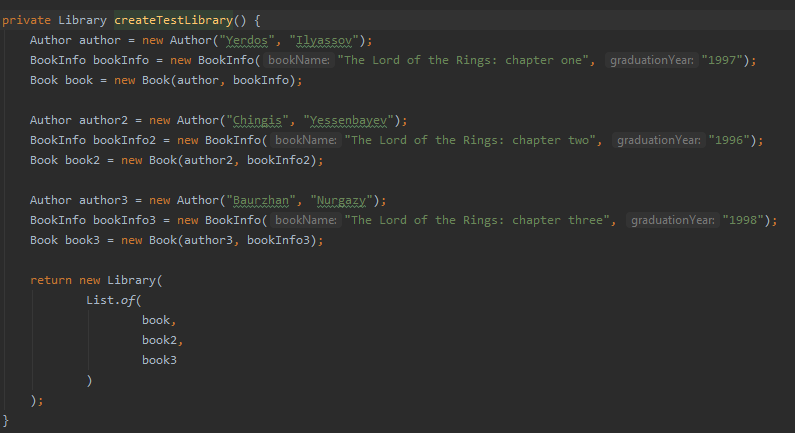 private Library createTestLibrary() {
    Author author = new Author("Yerdos", "Ilyassov");
    BookInfo bookInfo = new BookInfo( bookName: "The Lord of the Rings: chapter one", graduationYear: "1997");
    Book book = new Book(author, bookInfo);

    Author author2 = new Author("Chingis", "Yessenbayev");
    BookInfo bookInfo2 = new BookInfo( bookName: "The Lord of the Rings: chapter two", graduationYear: "1996");
    Book book2 = new Book(author2, bookInfo2);

    Author author3 = new Author("Baurzhan", "Nurgazy");
    BookInfo bookInfo3 = new BookInfo( bookName: "The Lord of the Rings: chapter three", graduationYear: "1998");
    Book book3 = new Book(author3, bookInfo3);

    return new Library(
            List.of(
                    book,
                    book2,
                    book3
            )
    );
}